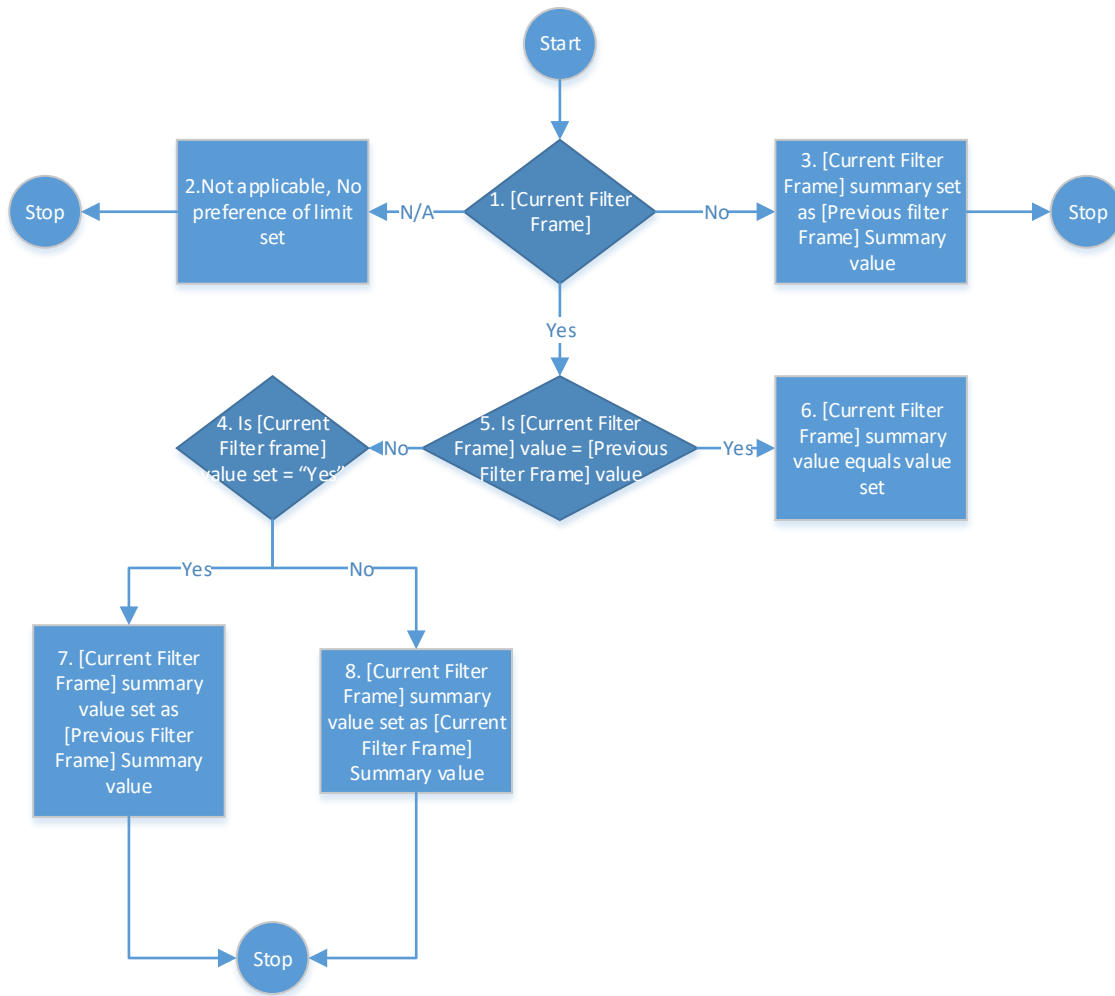 Start
Stop
2.Not applicable, No
preference of limit
set
N/A
1. [Current Filter
Frame]
No
3. [Current Filter
Frame] summary set
as [Previous filter
Frame] Summary
value
Stop
Yes
4. Is [Current
Filter frame]
value set = “Yes”
No
5. Is [Current Filter
Frame] value = [Previous
Filter Frame] value
Yes
6. [Current Filter
Frame] summary
value equals value
set
Yes
No
7. [Current Filter
Frame] summary
value set as
[Previous Filter
Frame] Summary
value
8. [Current Filter
Frame] summary
value set as [Current
Filter Frame]
Summary value
Stop